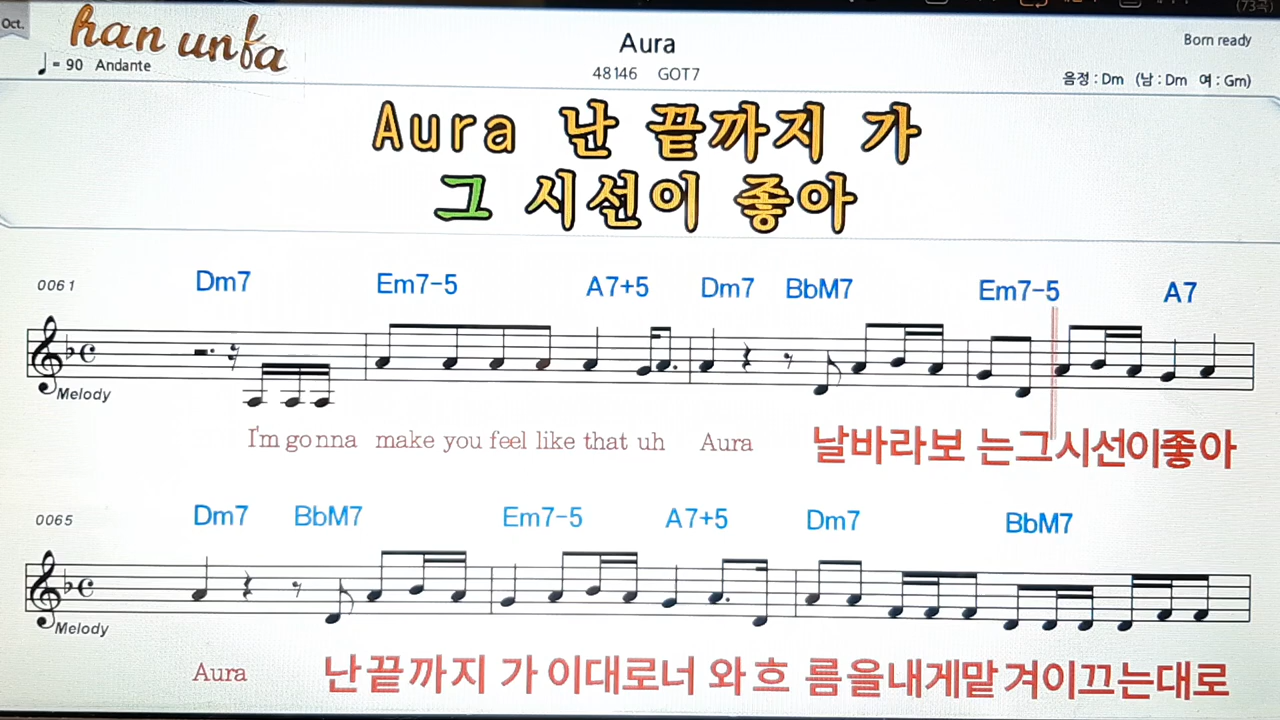 (73곡)
Oct.
han unfa
Aura
Born ready
♩ = 90 Andante
48146 GOT7
음정 : Dm (남 : Dm 여 : Gm)
Aura 난 끝까지 가
그 시선이 좋아
0061
Dm7 Em7-5 A7+5 Dm7 BbM7 Em7-5 A7
Melody
I'm gonna make you feel like that uh Aura 날바라보 는그시선이좋아
0065
Dm7 BbM7 Em7-5 A7+5 Dm7 BbM7
Melody
Aura 난끝까지 가이대로너 와흐 름을내게맡겨이끄는대로